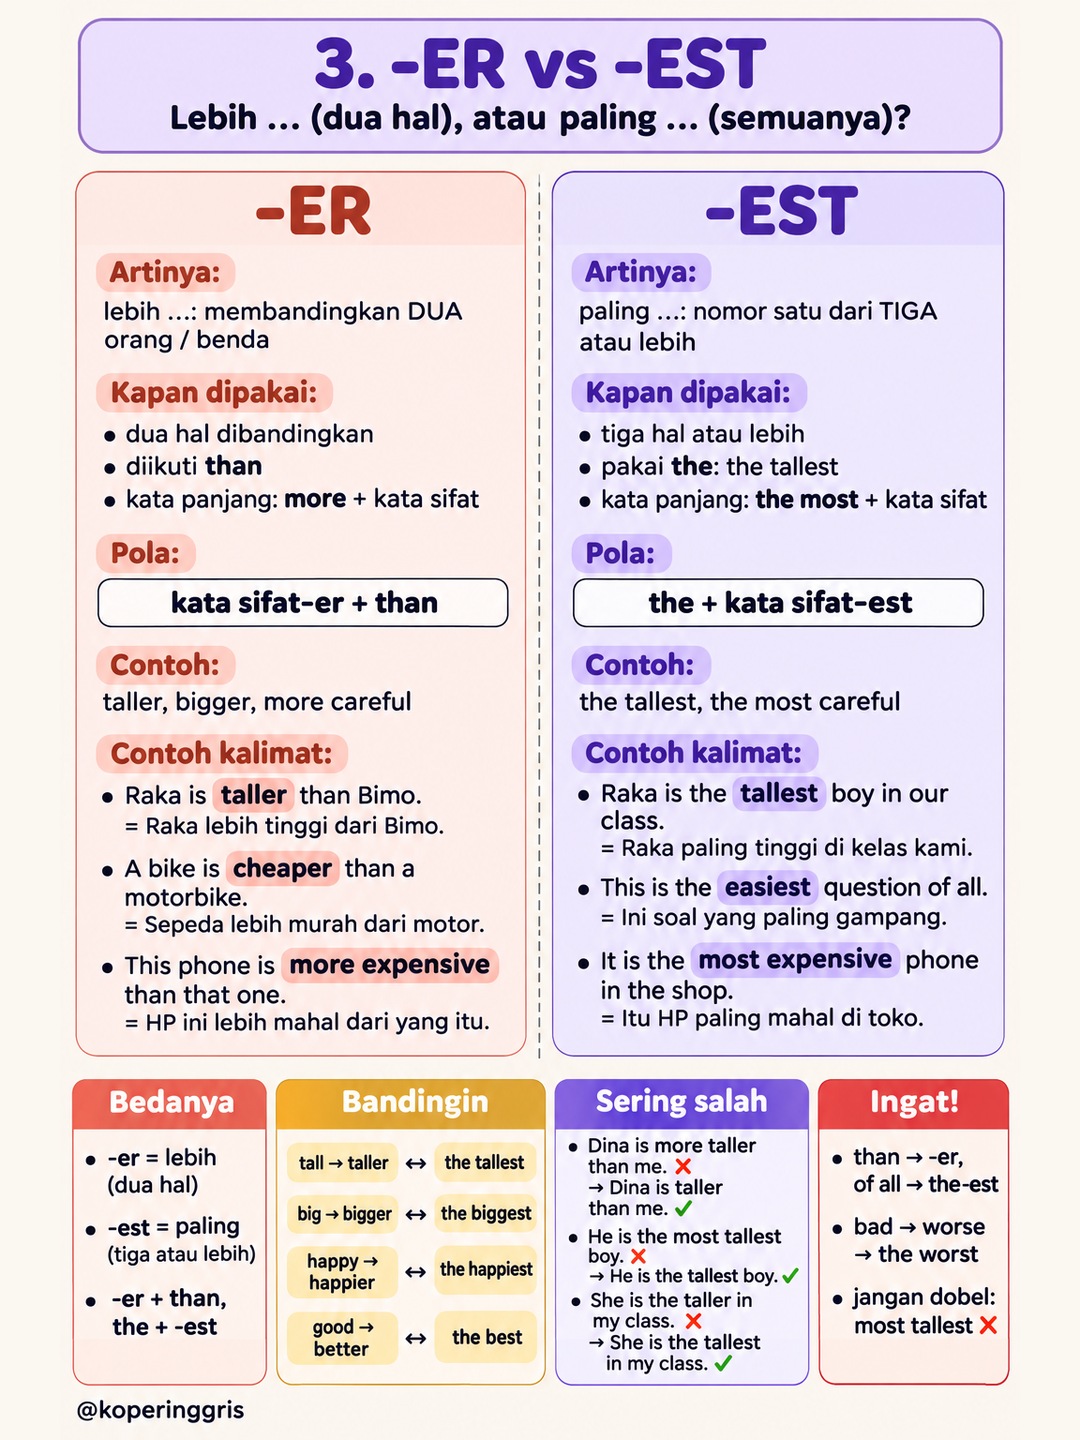 3. -ER vs -EST
Lebih ... (dua hal), atau paling ... (semuanya)?
-ER
Artinya:
lebih ...: membandingkan DUA
orang / benda
Kapan dipakai:
• dua hal dibandingkan
• diikuti than
• kata panjang: more + kata sifat
Pola:
kata sifat-er + than
Contoh:
taller, bigger, more careful
Contoh kalimat:
• Raka is taller than Bimo.
= Raka lebih tinggi dari Bimo.
• A bike is cheaper than a
motorbike.
= Sepeda lebih murah dari motor.
• This phone is more expensive
than that one.
= HP ini lebih mahal dari yang itu.
-EST
Artinya:
paling ...: nomor satu dari TIGA
atau lebih
Kapan dipakai:
• tiga hal atau lebih
• pakai the: the tallest
• kata panjang: the most + kata sifat
Pola:
the + kata sifat-est
Contoh:
the tallest, the most careful
Contoh kalimat:
• Raka is the tallest boy in our
class.
= Raka paling tinggi di kelas kami.
• This is the easiest question of all.
= Ini soal yang paling gampang.
• It is the most expensive phone
in the shop.
= Itu HP paling mahal di toko.
Bedanya
• -er = lebih
(dua hal)
• -est = paling
(tiga atau lebih)
• -er + than,
the + -est
Bandingin
tall → taller ↔ the tallest
big → bigger ↔ the biggest
happy →
happier ↔ the happiest
good →
better ↔ the best
Sering salah
• Dina is more taller
than me. ❌
→ Dina is taller
than me. ✓
• He is the most tallest
boy. ❌
→ He is the tallest boy. ✓
• She is the taller in
my class. ❌
→ She is the tallest
in my class. ✓
Ingat!
• than → -er,
of all → the-est
• bad → worse
→ the worst
• jangan dobel:
most tallest ❌
@koperinggris